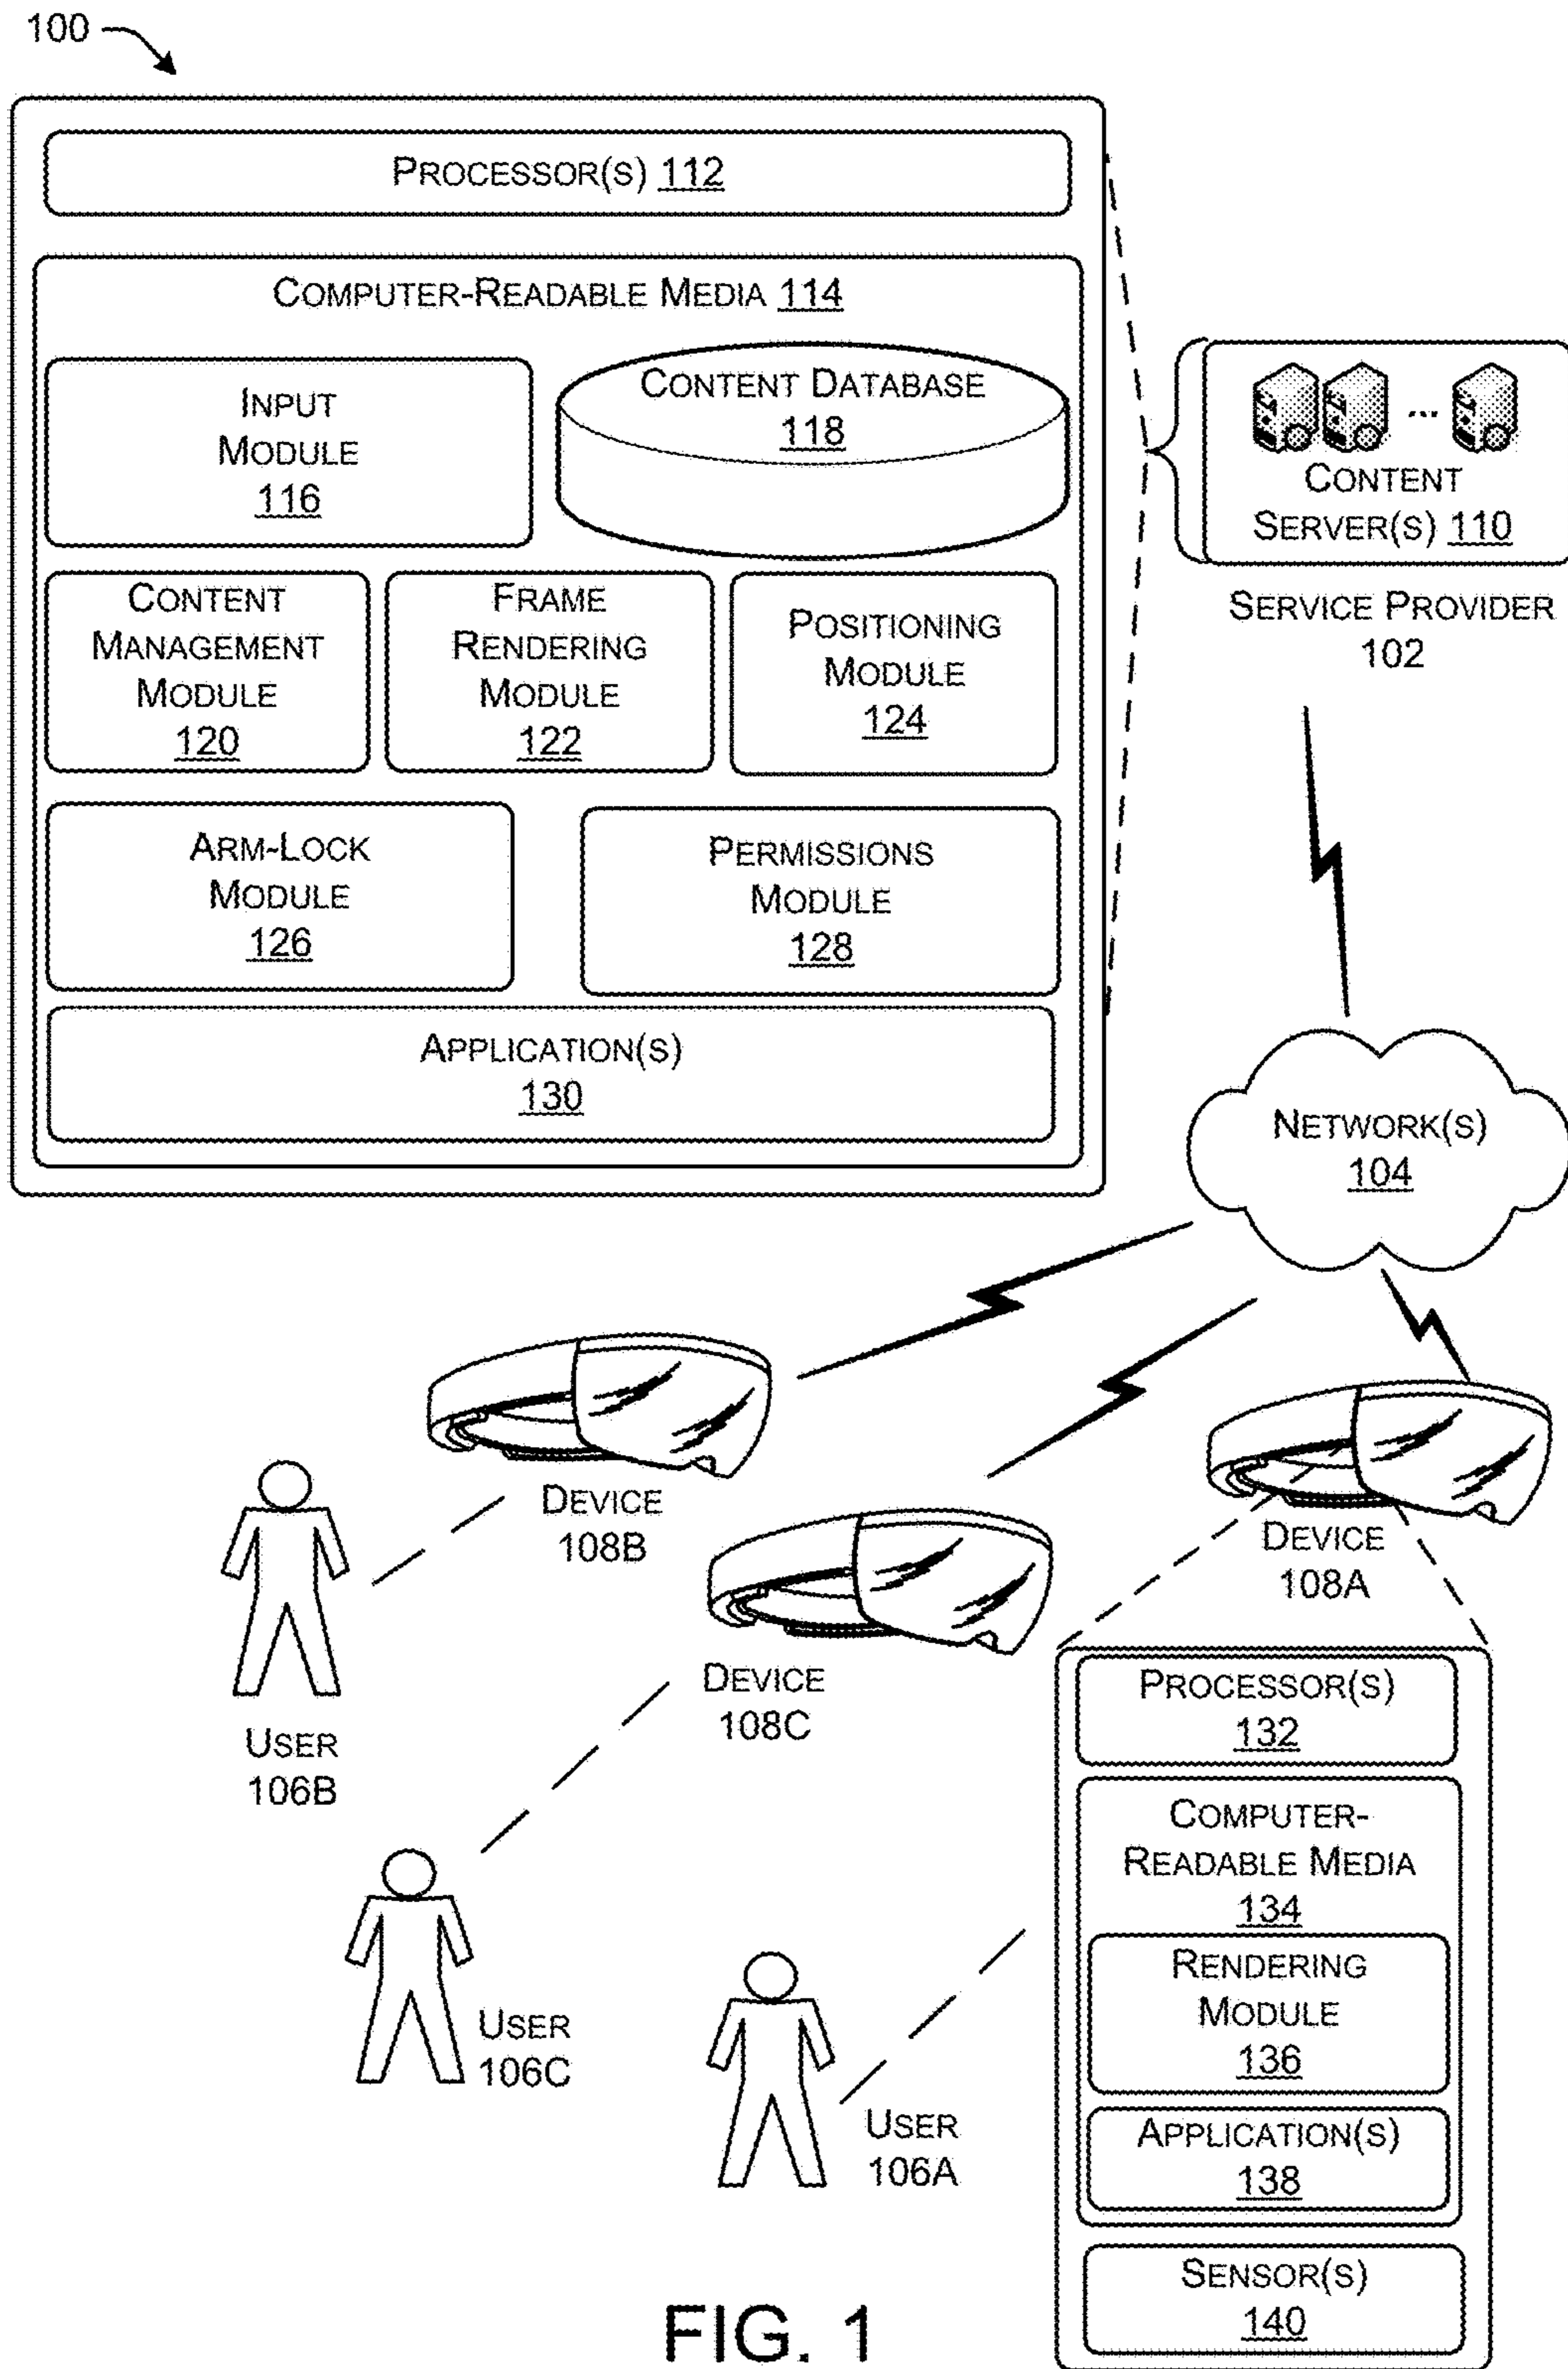 100
PROCESSOR(S) 112
COMPUTER-READABLE MEDIA 114
INPUT
MODULE
116
CONTENT DATABASE
118
CONTENT
MANAGEMENT
MODULE
120
FRAME
RENDERING
MODULE
122
POSITIONING
MODULE
124
ARM-LOCK
MODULE
126
PERMISSIONS
MODULE
128
APPLICATION(S)
130
...
CONTENT
SERVER(S) 110
SERVICE PROVIDER
102
NETWORK(S)
104
DEVICE
108B
DEVICE
108C
DEVICE
108A
USER
106B
USER
106C
USER
106A
PROCESSOR(S)
132
COMPUTER-
READABLE MEDIA
134
RENDERING
MODULE
136
APPLICATION(S)
138
SENSOR(S)
140
FIG. 1